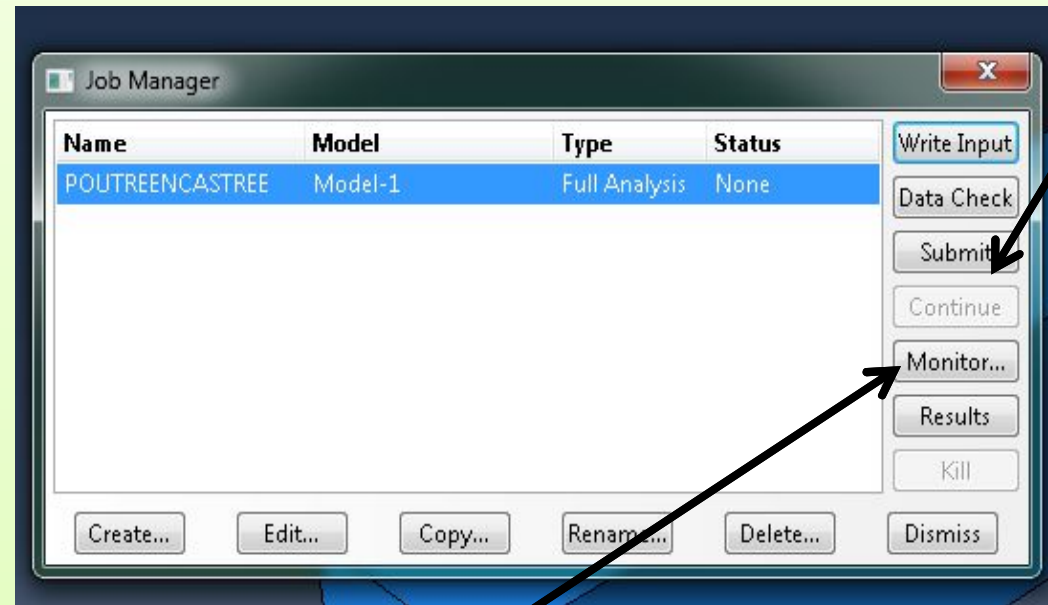 Job Manager
Name Model Type Status
POUTREENCASTREE Model-1 Full Analysis None
Write Input
Data Check
Submit
Continue
Monitor...
Results
Kill
Create... Edit... Copy... Rename... Delete... Dismiss